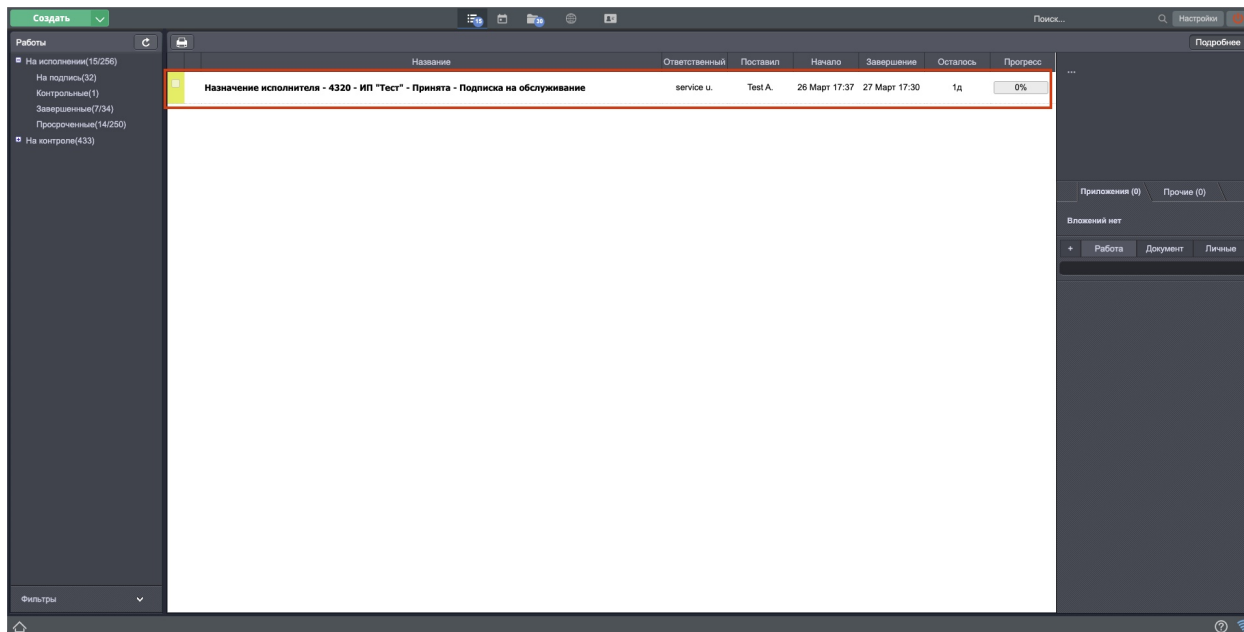 Создать
15
20
Поиск...
Настройки
Работы
Подробнее
На исполнении(15/256)
На подпись(32)
Контрольные(1)
Завершенные(7/34)
Просроченные(14/250)
На контроле(433)
Название Ответственный Поставил Начало Завершение Осталось Прогресс
Назначение исполнителя - 4320 - ИП "Тест" - Принята - Подписка на обслуживание service u. Test A. 26 Март 17:37 27 Март 17:30 1д 0%
...
Приложения (0) Прочие (0)
Вложений нет
+ Работа Документ Личные
Фильтры